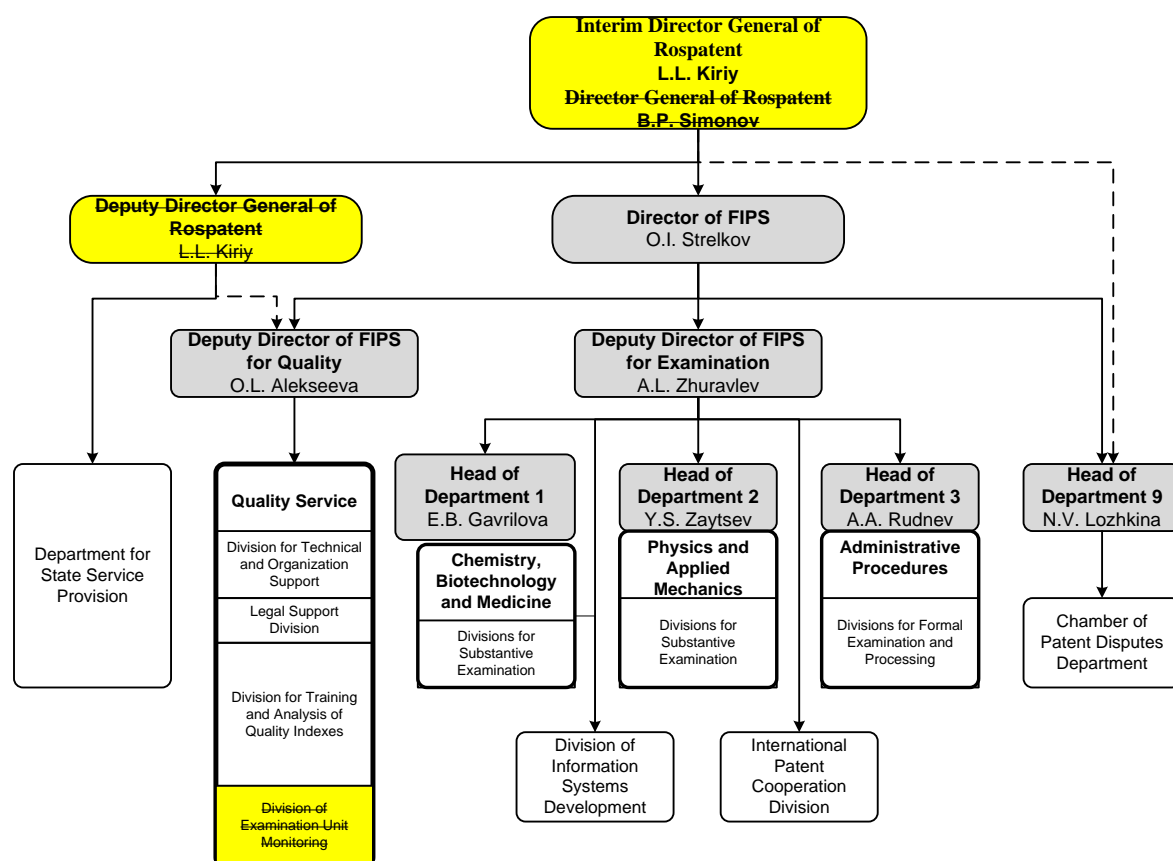 Interim Director General of
Rospatent
L.L. Kiriy
Director General of Rospatent
B.P. Simonov
Deputy Director General of
Rospatent
L.L. Kiriy
Director of FIPS
O.I. Strelkov
Deputy Director of FIPS
for Quality
O.L. Alekseeva
Deputy Director of FIPS
for Examination
A.L. Zhuravlev
Department for
State Service
Provision
Quality Service
Division for Technical
and Organization
Support
Legal Support
Division
Division for Training
and Analysis of
Quality Indexes
Division of
Examination Unit
Monitoring
Head of
Department 1
E.B. Gavrilova
Chemistry,
Biotechnology
and Medicine
Divisions for
Substantive
Examination
Head of
Department 2
Y.S. Zaytsev
Physics and
Applied
Mechanics
Divisions for
Substantive
Examination
Head of
Department 3
A.A. Rudnev
Administrative
Procedures
Divisions for Formal
Examination and
Processing
Head of
Department 9
N.V. Lozhkina
Chamber of
Patent Disputes
Department
Division of
Information
Systems
Development
International
Patent
Cooperation
Division